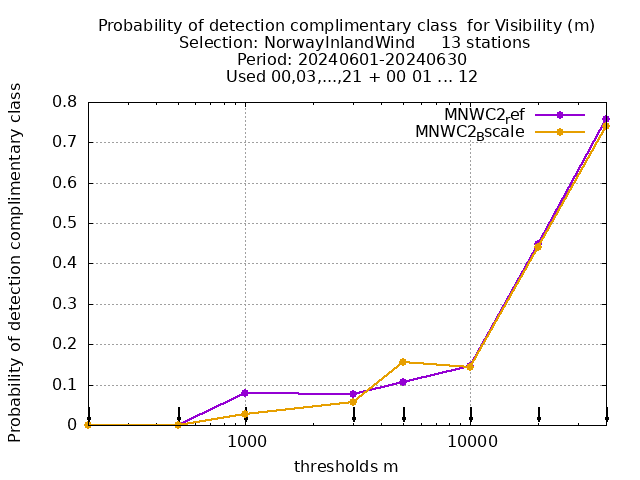 Probability of detection complimentary class  for Visibility (m)
Selection: NorwayInlandWind     13 stations
Period: 20240601-20240630
Used 00,03,...,21 + 00 01 ... 12
Probability of detection complimentary class
0.8
0.7
0.6
0.5
0.4
0.3
0.2
0.1
0
MNWC2ref
MNWC2Bscale
1000
10000
thresholds m